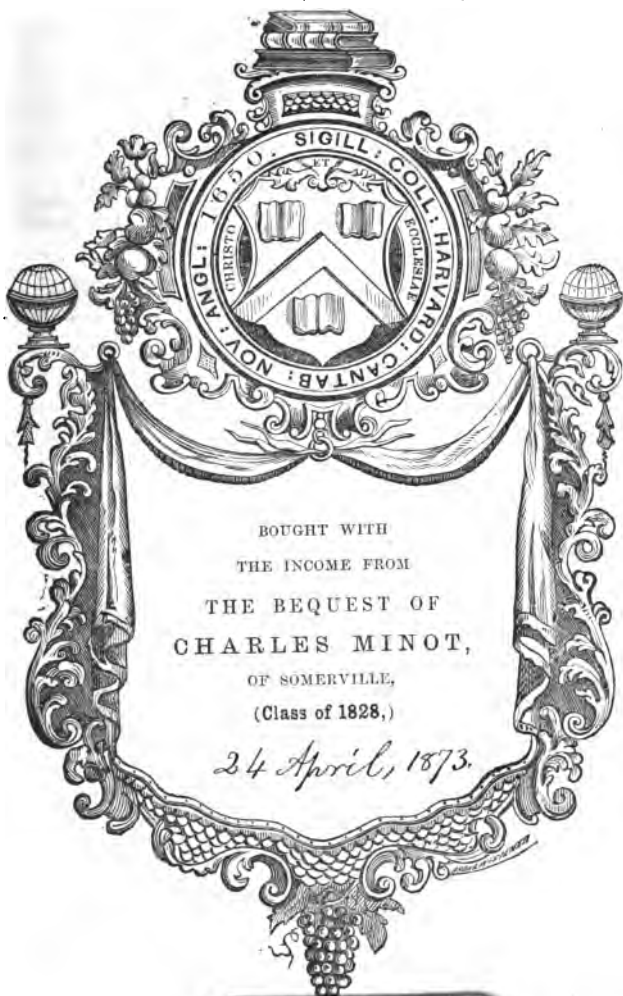 SIGILL: COLL: HARVARD: CANTAB: NOV: ANGL: 1650.
CHRISTO
ET
ECCLESIAE
BOUGHT WITH
THE INCOME FROM
THE BEQUEST OF
CHARLES MINOT,
OF SOMERVILLE,
(Class of 1828,)
24 April, 1873.